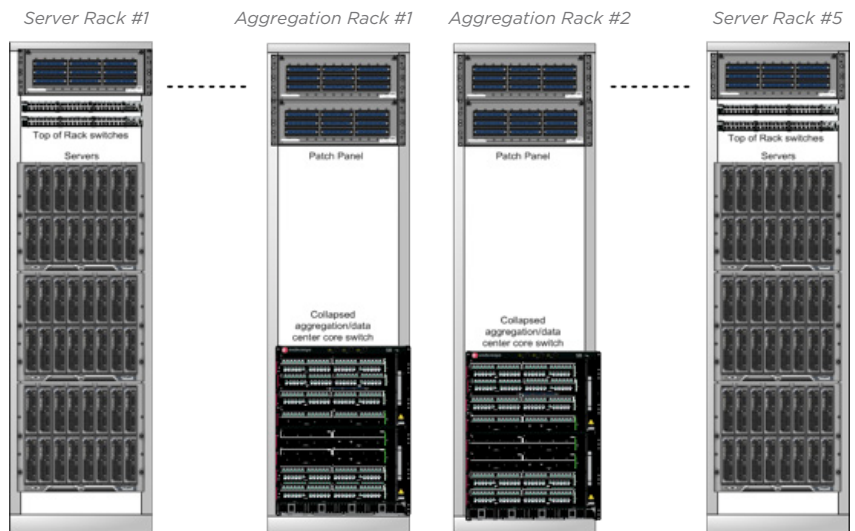 Server Rack #1
Aggregation Rack #1
Aggregation Rack #2
Server Rack #5
Top of Rack switches
Servers
Patch Panel
Patch Panel
Top of Rack switches
Servers
Collapsed
aggregation/data
center core switch
Collapsed
aggregation/data
center core switch